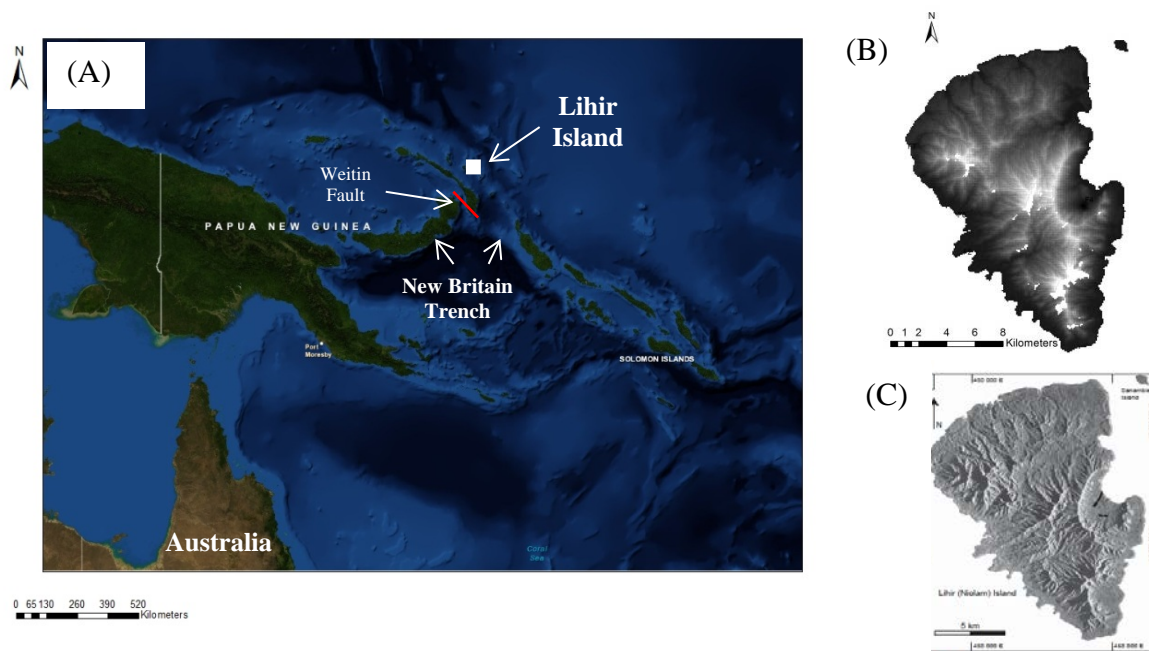 N
(A)
Lihir
Island
Weitin
Fault
PAPUA NEW GUINEA
New Britain
Trench
Port
Moresby
SOLOMON ISLANDS
Australia
Coral
Sea
0 65 130 260 390 520
Kilometers
N
(B)
0 1 2 4 6 8
Kilometers
(C)
N
Island
Lihir (Niolam) Island
5 km